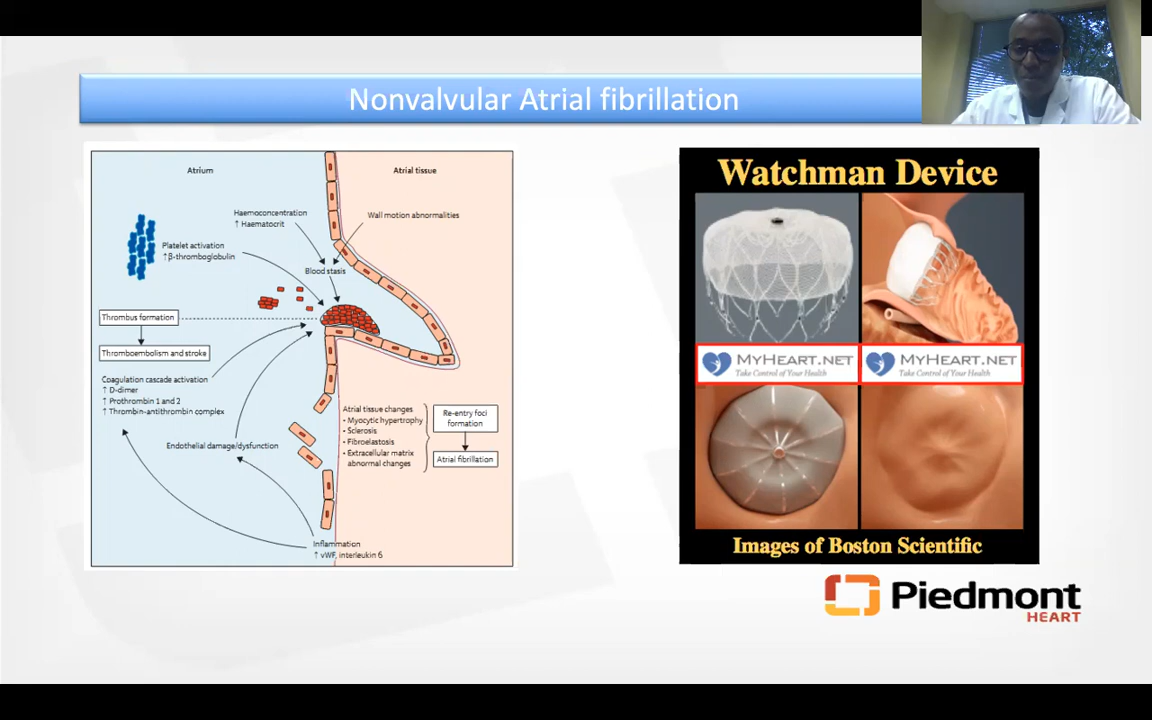 Nonvalvular Atrial fibrillation
Atrium
Atrial tissue
Haemoconcentration
↑ Haematocrit
Wall motion abnormalities
Platelet activation
↑β-thromboglobulin
Blood stasis
Thrombus formation
Thromboembolism and stroke
Coagulation cascade activation
↑ D-dimer
↑ Prothrombin 1 and 2
↑ Thrombin-antithrombin complex
Endothelial damage/dysfunction
Atrial tissue changes
• Myocytic hypertrophy
• Sclerosis
• Fibroelastosis
• Extracellular matrix
abnormal changes
Re-entry foci
formation
Atrial fibrillation
Inflammation
↑ vWF, interleukin 6
Watchman Device
MyHeart.net
Take Control of Your Health
MyHeart.net
Take Control of Your Health
Images of Boston Scientific
Piedmont
HEART